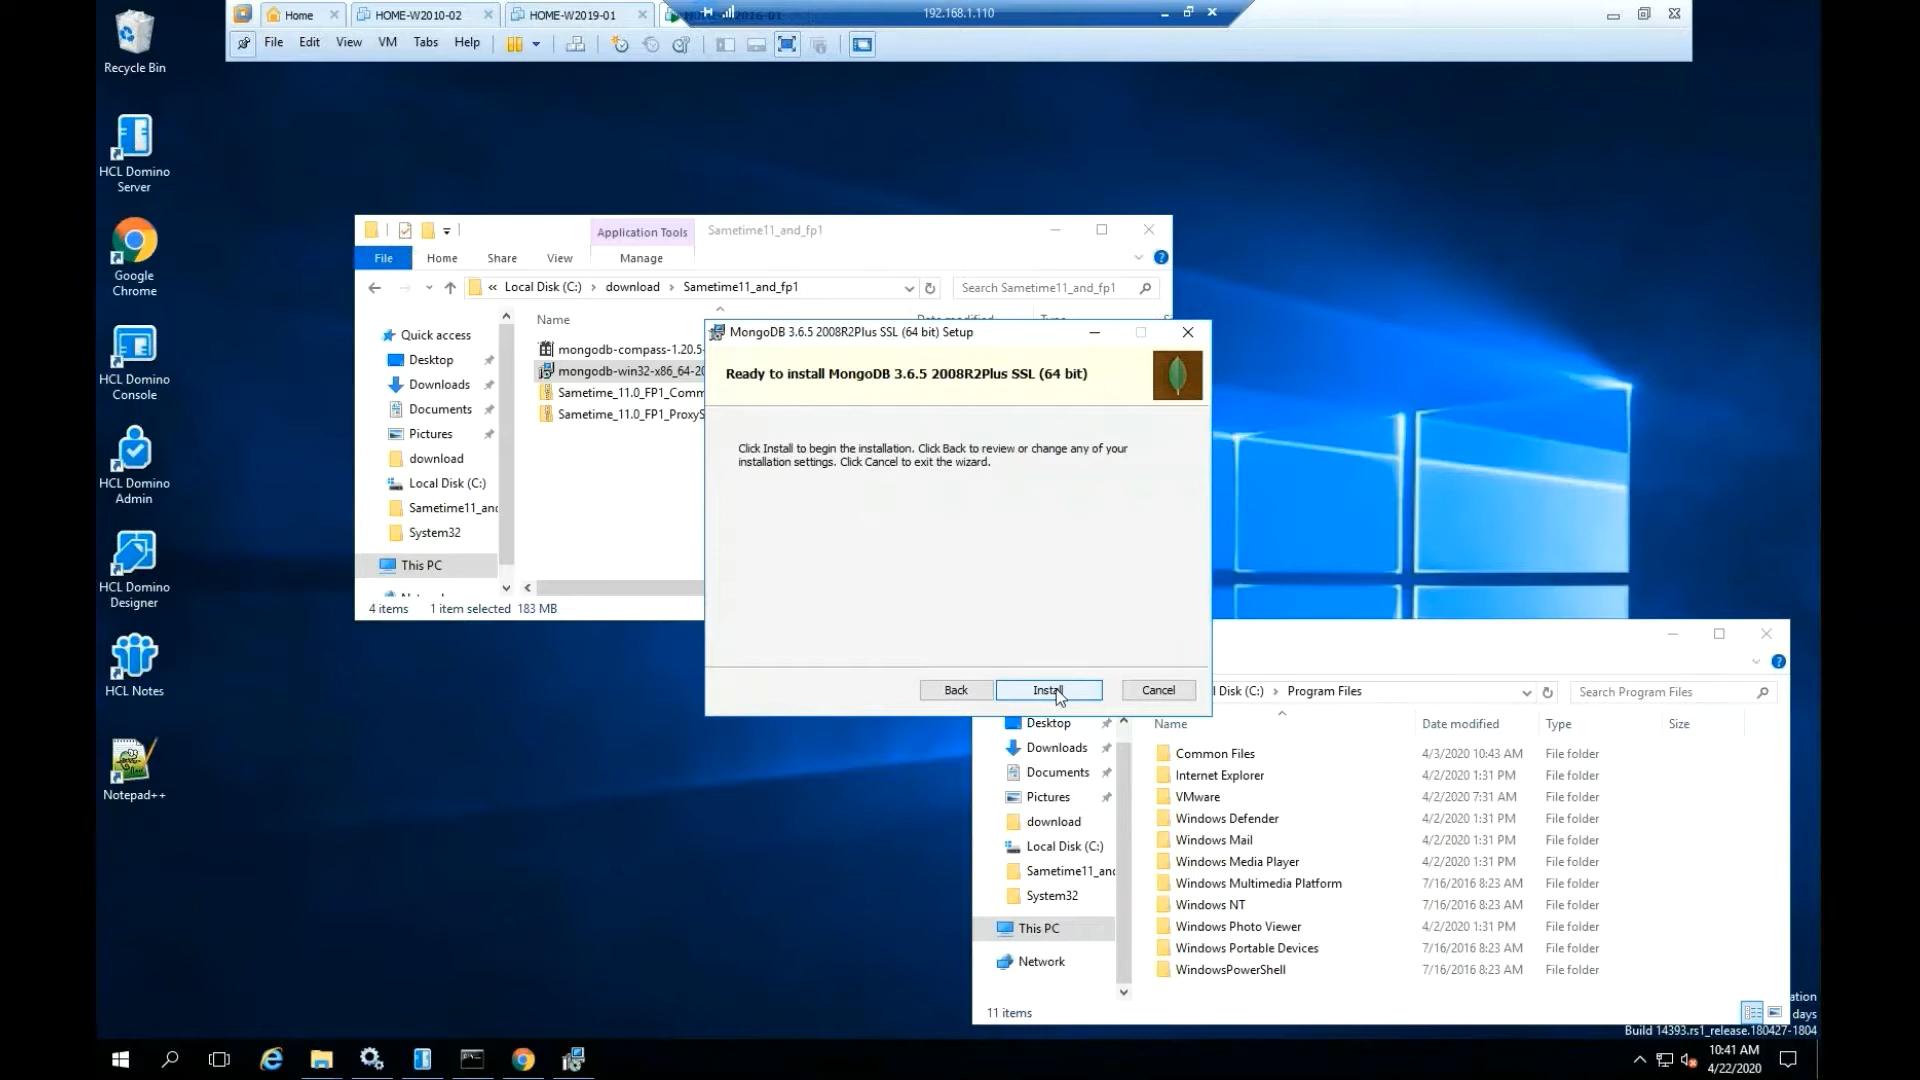 Home
HOME-W2010-02
HOME-W2019-01
192.168.1.110
File Edit View VM Tabs Help
Recycle Bin
HCL Domino
Server
Google
Chrome
HCL Domino
Console
HCL Domino
Admin
HCL Domino
Designer
HCL Notes
Notepad++
Application Tools
Sametime11_and_fp1
File Home Share View Manage
« Local Disk (C:) > download > Sametime11_and_fp1
Search Sametime11_and_fp1
Name
Quick access
Desktop
Downloads
Documents
Pictures
download
Local Disk (C:)
Sametime11_and
System32
This PC
mongodb-compass-1.20.5-
mongodb-win32-x86_64-20
Sametime_11.0_FP1_Comm
Sametime_11.0_FP1_ProxyS
4 items 1 item selected 183 MB
MongoDB 3.6.5 2008R2Plus SSL (64 bit) Setup
Ready to install MongoDB 3.6.5 2008R2Plus SSL (64 bit)
Click Install to begin the installation. Click Back to review or change any of your
installation settings. Click Cancel to exit the wizard.
Back Install Cancel
l Disk (C:) > Program Files
Search Program Files
Desktop
Downloads
Documents
Pictures
download
Local Disk (C:)
Sametime11_and
System32
This PC
Network
Name Date modified Type Size
Common Files 4/3/2020 10:43 AM File folder
Internet Explorer 4/2/2020 1:31 PM File folder
VMware 4/2/2020 7:31 AM File folder
Windows Defender 4/2/2020 1:31 PM File folder
Windows Mail 4/2/2020 1:31 PM File folder
Windows Media Player 4/2/2020 1:31 PM File folder
Windows Multimedia Platform 7/16/2016 8:23 AM File folder
Windows NT 7/16/2016 8:23 AM File folder
Windows Photo Viewer 4/2/2020 1:31 PM File folder
Windows Portable Devices 7/16/2016 8:23 AM File folder
WindowsPowerShell 7/16/2016 8:23 AM File folder
11 items
ation
days
Build 14393.rs1_release.180427-1804
10:41 AM
4/22/2020